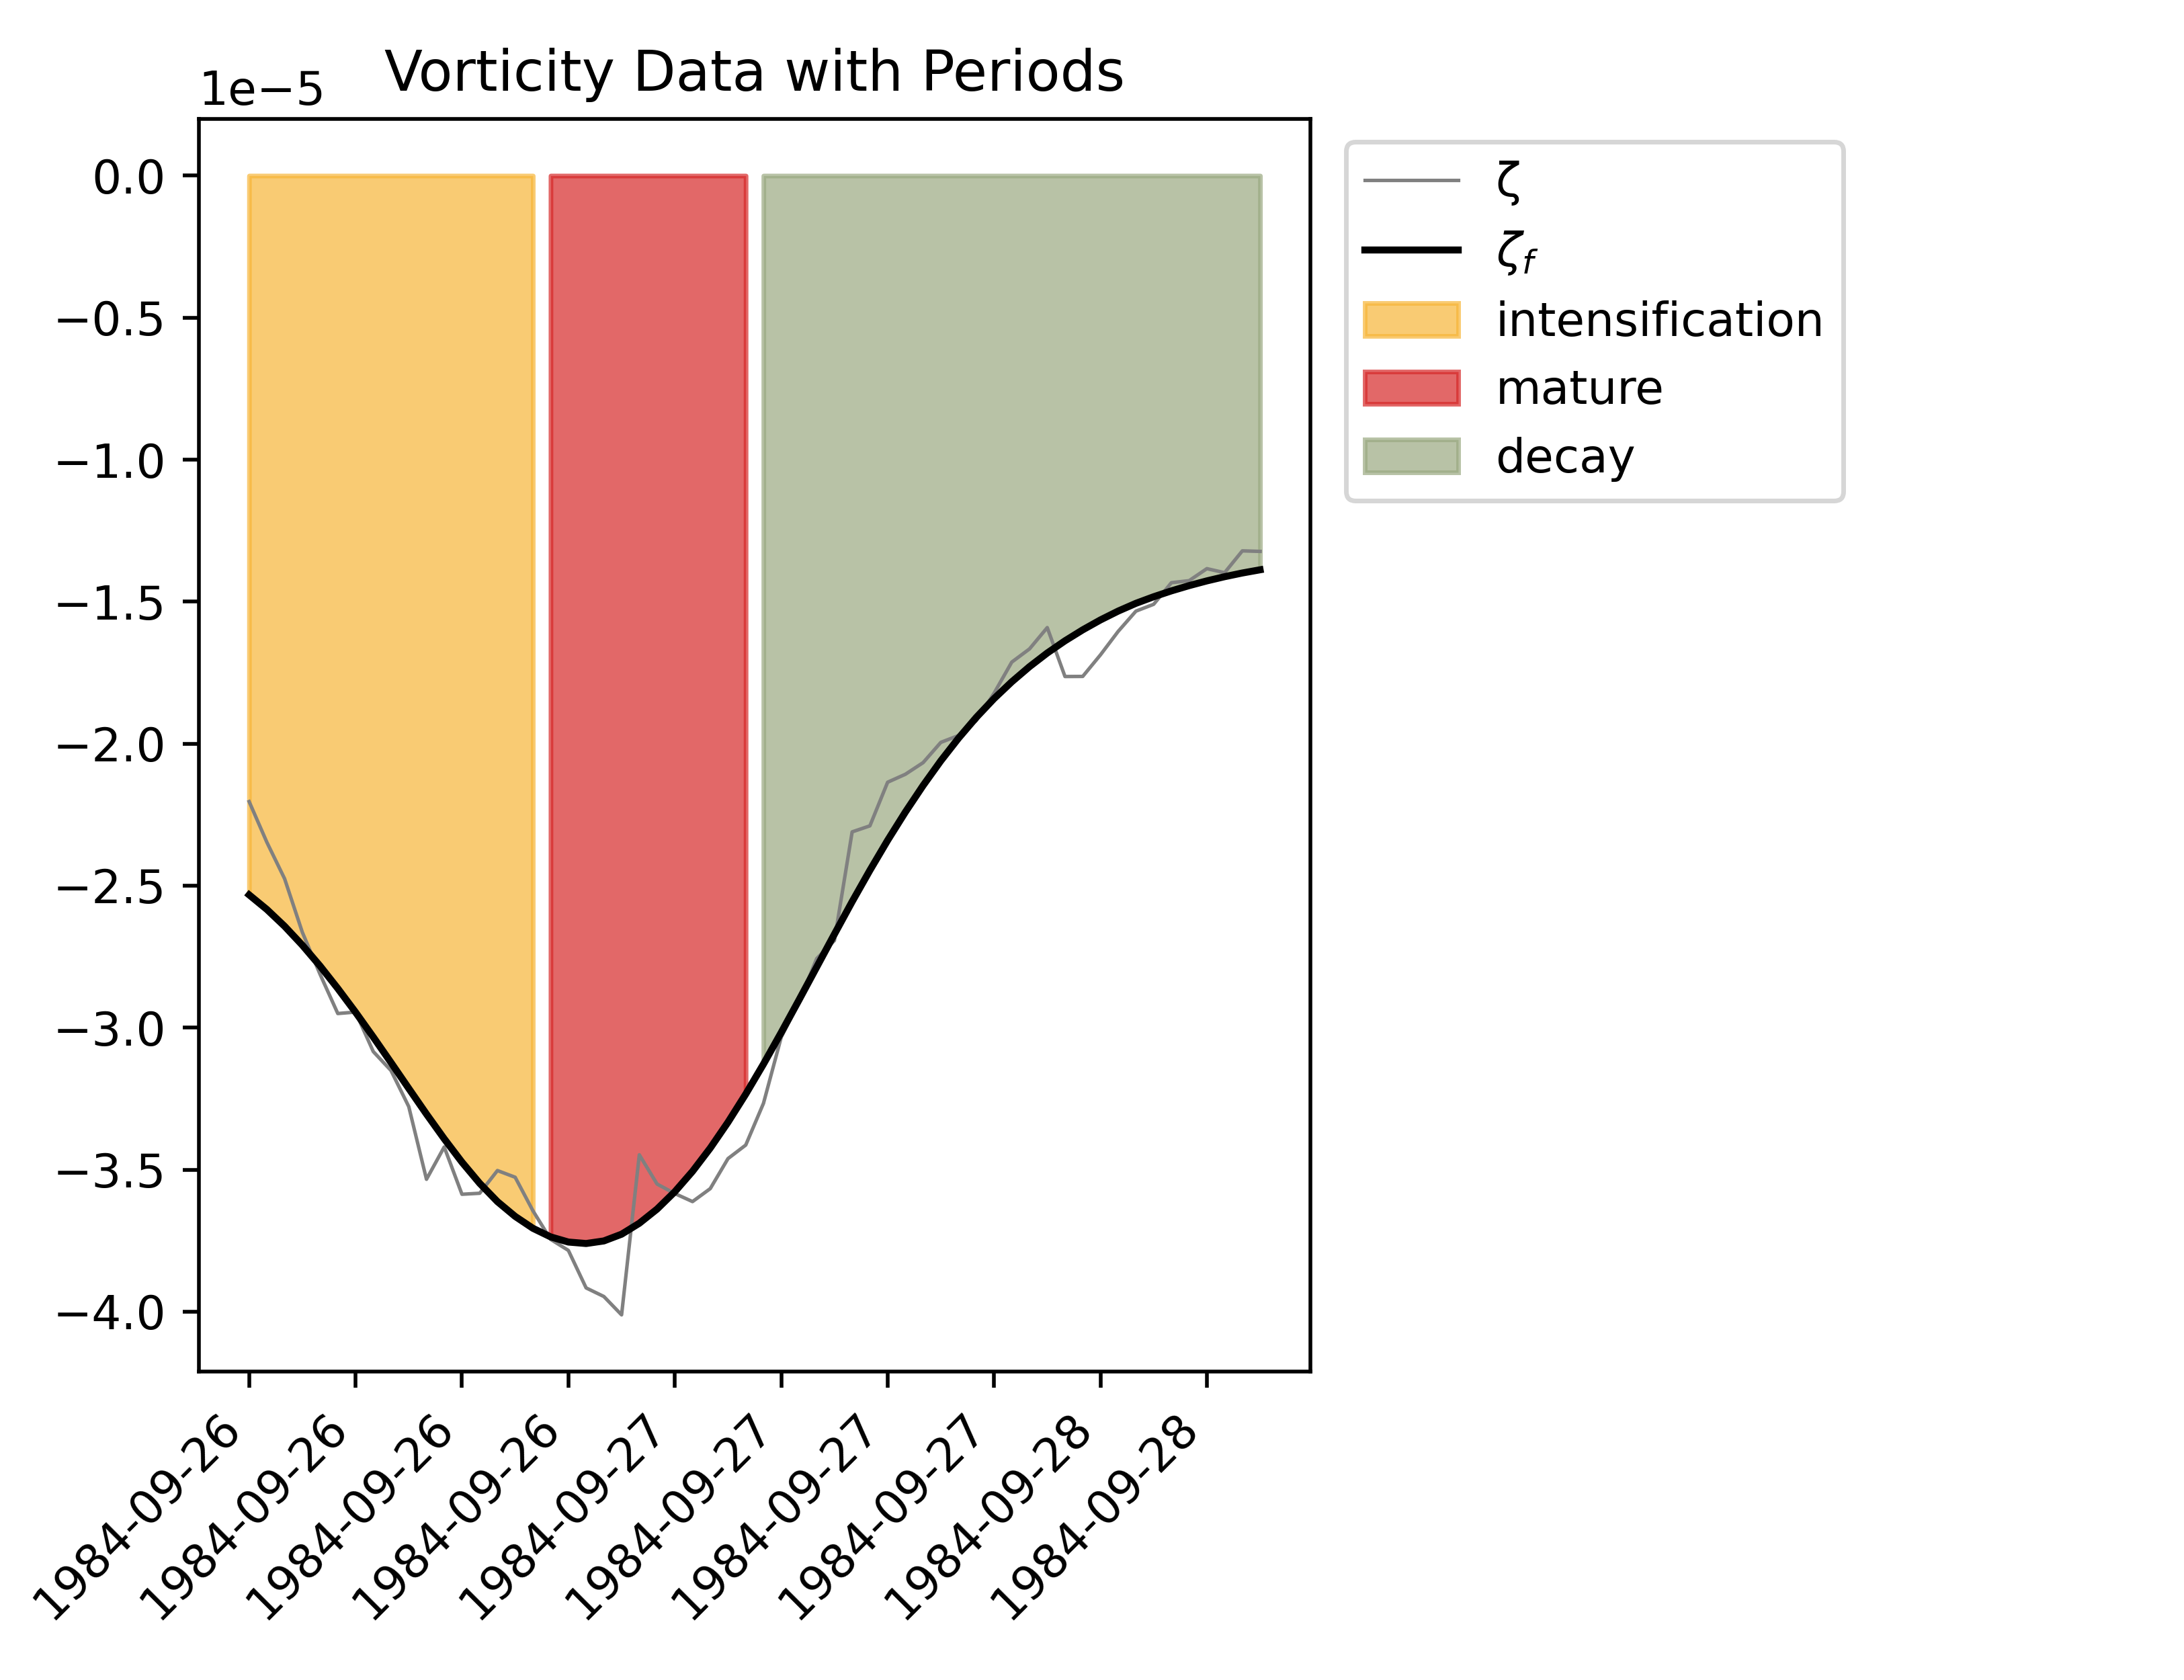 Vorticity Data with Periods
1e−5
0.0
−0.5
−1.0
−1.5
−2.0
−2.5
−3.0
−3.5
−4.0
1984-09-26
1984-09-26
1984-09-26
1984-09-26
1984-09-27
1984-09-27
1984-09-27
1984-09-27
1984-09-28
1984-09-28
ζ
ζf
intensification
mature
decay